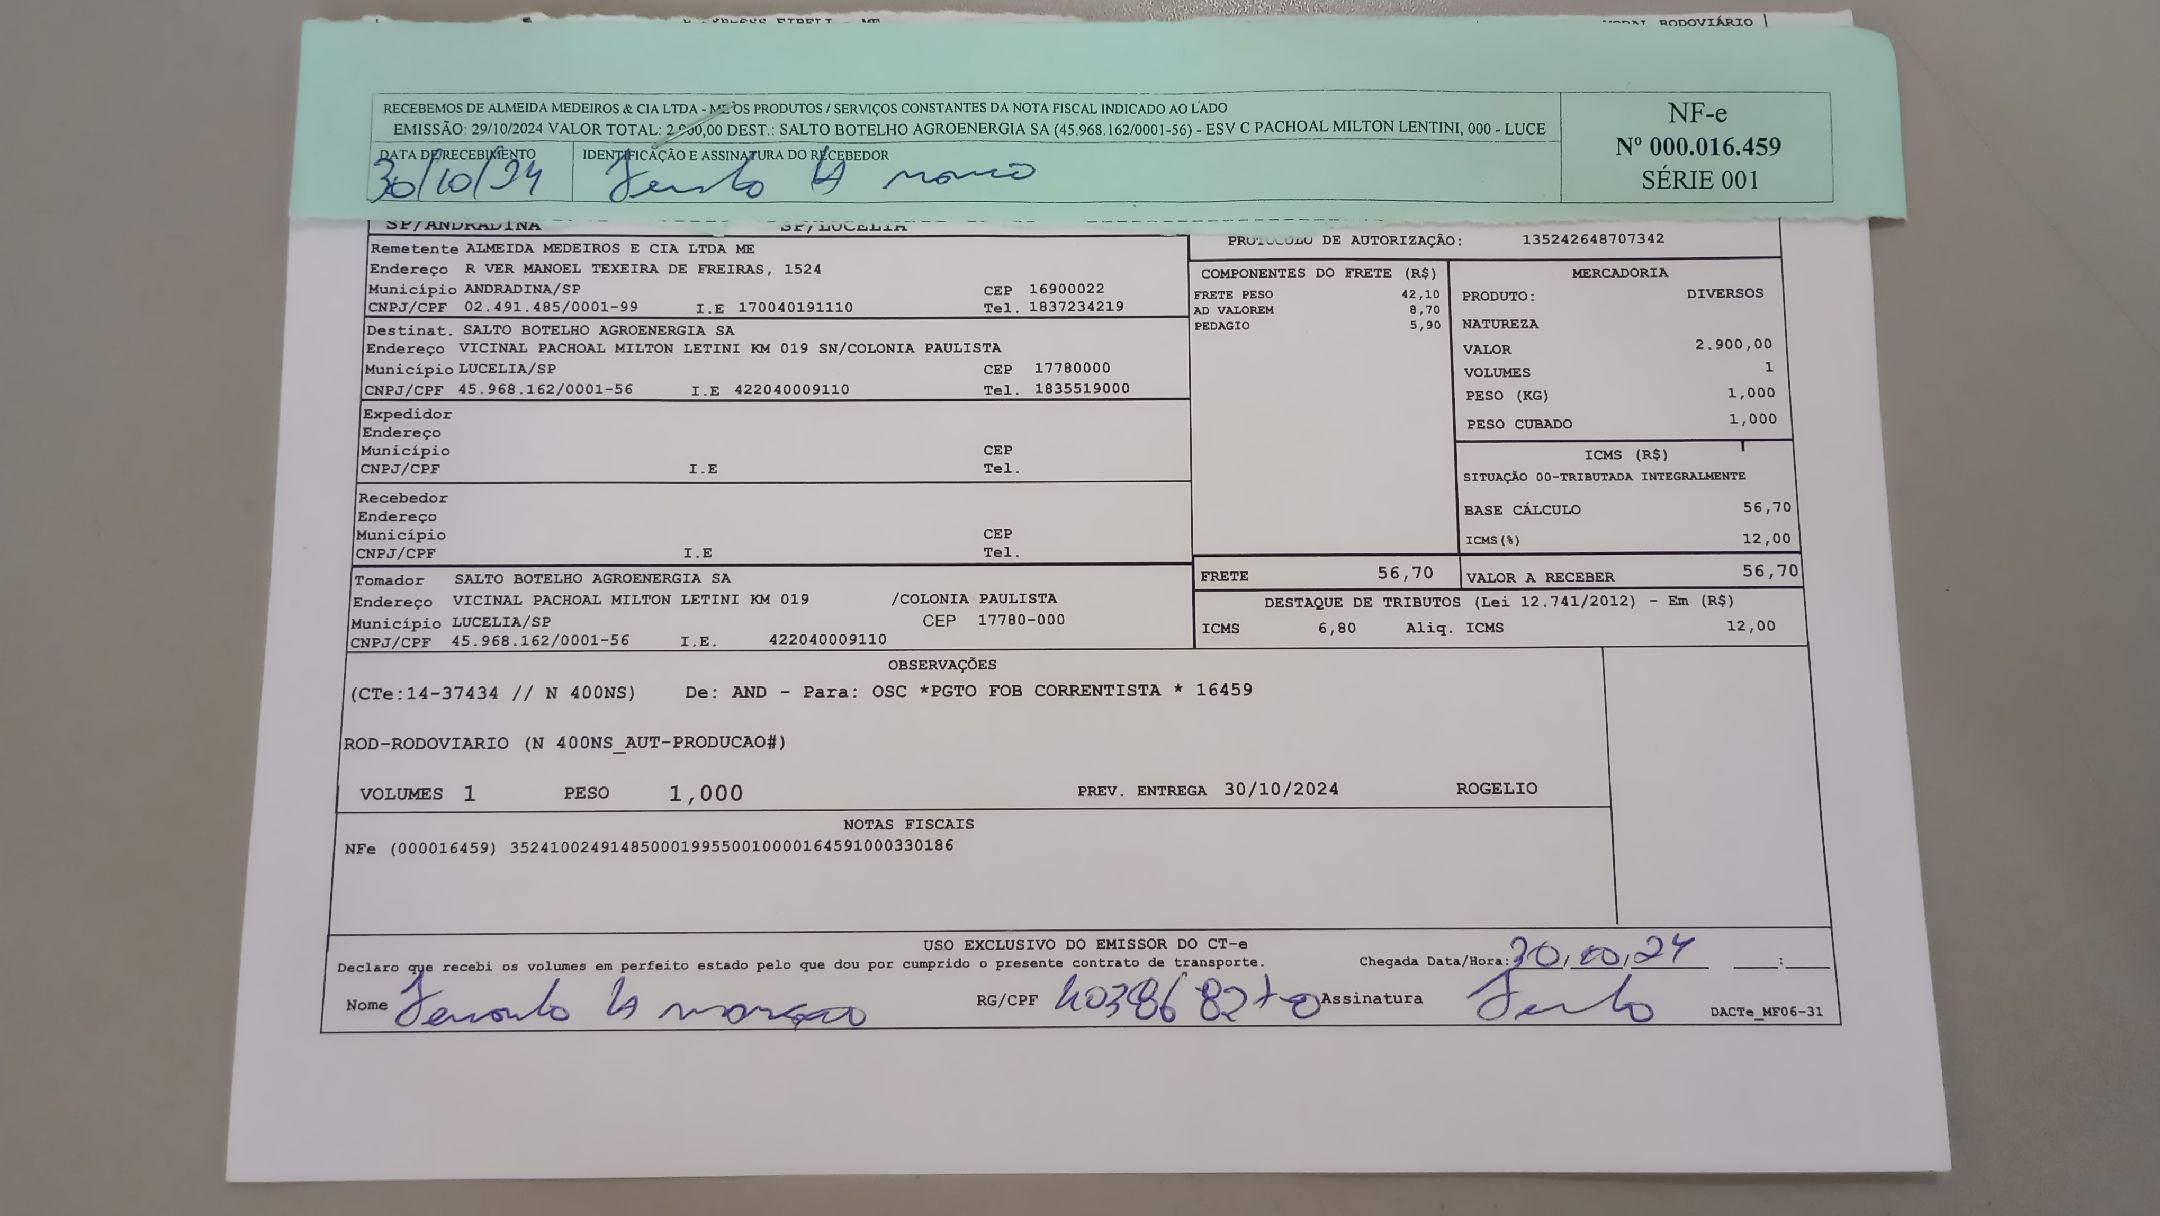 RODOVIÁRIO
RECEBEMOS DE ALMEIDA MEDEIROS & CIA LTDA - ME OS PRODUTOS / SERVIÇOS CONSTANTES DA NOTA FISCAL INDICADO AO LADO
EMISSÃO: 29/10/2024 VALOR TOTAL: 2.900,00 DEST.: SALTO BOTELHO AGROENERGIA SA (45.968.162/0001-56) - ESV C PACHOAL MILTON LENTINI, 000 - LUCE
DATA DE RECEBIMENTO IDENTIFICAÇÃO E ASSINATURA DO RECEBEDOR
30/10/24
NF-e
Nº 000.016.459
SÉRIE 001
SP/ANDRADINA SP/LUCELIA
Remetente ALMEIDA MEDEIROS E CIA LTDA ME
Endereço R VER MANOEL TEXEIRA DE FREIRAS, 1524
Município ANDRADINA/SP CEP 16900022
CNPJ/CPF 02.491.485/0001-99 I.E 170040191110 Tel. 1837234219
Destinat. SALTO BOTELHO AGROENERGIA SA
Endereço VICINAL PACHOAL MILTON LETINI KM 019 SN/COLONIA PAULISTA
Município LUCELIA/SP CEP 17780000
CNPJ/CPF 45.968.162/0001-56 I.E 422040009110 Tel. 1835519000
Expedidor
Endereço
Município CEP
CNPJ/CPF I.E Tel.
Recebedor
Endereço
Município CEP
CNPJ/CPF I.E Tel.
Tomador SALTO BOTELHO AGROENERGIA SA
Endereço VICINAL PACHOAL MILTON LETINI KM 019 /COLONIA PAULISTA
Município LUCELIA/SP CEP 17780-000
CNPJ/CPF 45.968.162/0001-56 I.E. 422040009110
PROTOCOLO DE AUTORIZAÇÃO: 135242648707342
COMPONENTES DO FRETE (R$)
FRETE PESO 42,10
AD VALOREM 8,70
PEDAGIO 5,90
MERCADORIA
PRODUTO: DIVERSOS
NATUREZA
VALOR 2.900,00
VOLUMES 1
PESO (KG) 1,000
PESO CUBADO 1,000
ICMS (R$)
SITUAÇÃO 00-TRIBUTADA INTEGRALMENTE
BASE CÁLCULO 56,70
ICMS(%) 12,00
FRETE 56,70 VALOR A RECEBER 56,70
DESTAQUE DE TRIBUTOS (Lei 12.741/2012) - Em (R$)
ICMS 6,80 Aliq. ICMS 12,00
OBSERVAÇÕES
(CTe:14-37434 // N 400NS) De: AND - Para: OSC *PGTO FOB CORRENTISTA * 16459
ROD-RODOVIARIO (N 400NS_AUT-PRODUCAO#)
VOLUMES 1 PESO 1,000 PREV. ENTREGA 30/10/2024 ROGELIO
NOTAS FISCAIS
NFe (000016459) 35241002491485000199550010000164591000330186
USO EXCLUSIVO DO EMISSOR DO CT-e
Declaro que recebi os volumes em perfeito estado pelo que dou por cumprido o presente contrato de transporte. Chegada Data/Hora: 30/10/24 :
Nome RG/CPF Assinatura DACTe_MF06-31